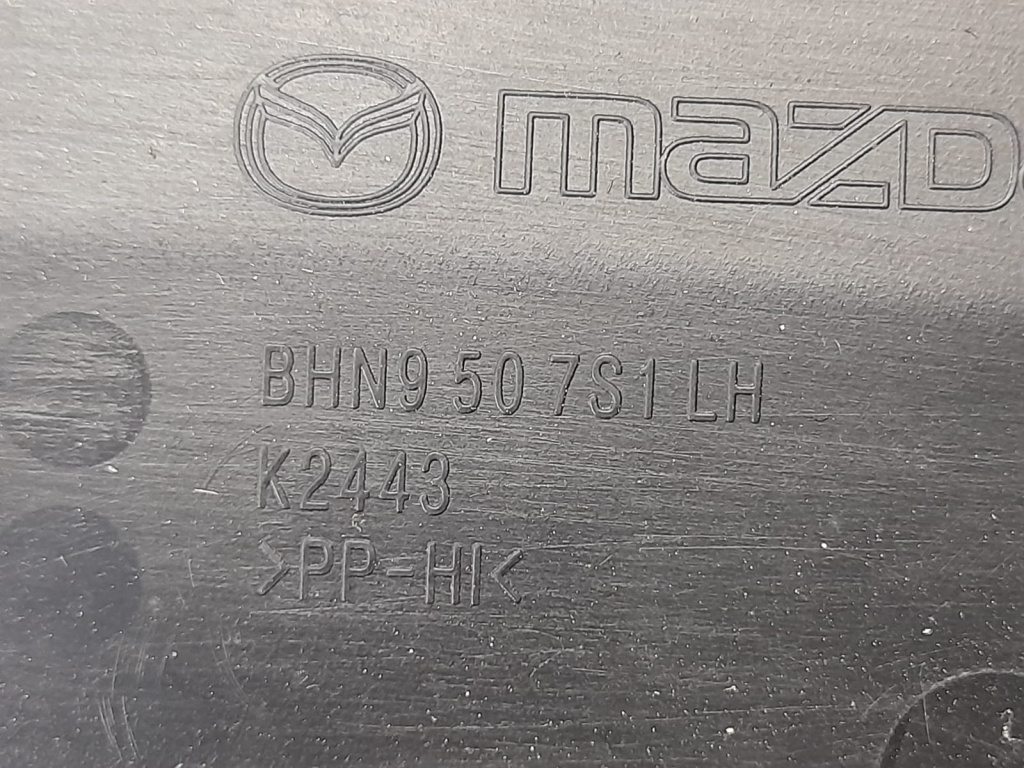 mazDa
BHN9 50 7S1 LH
K2443
>PP-HI<